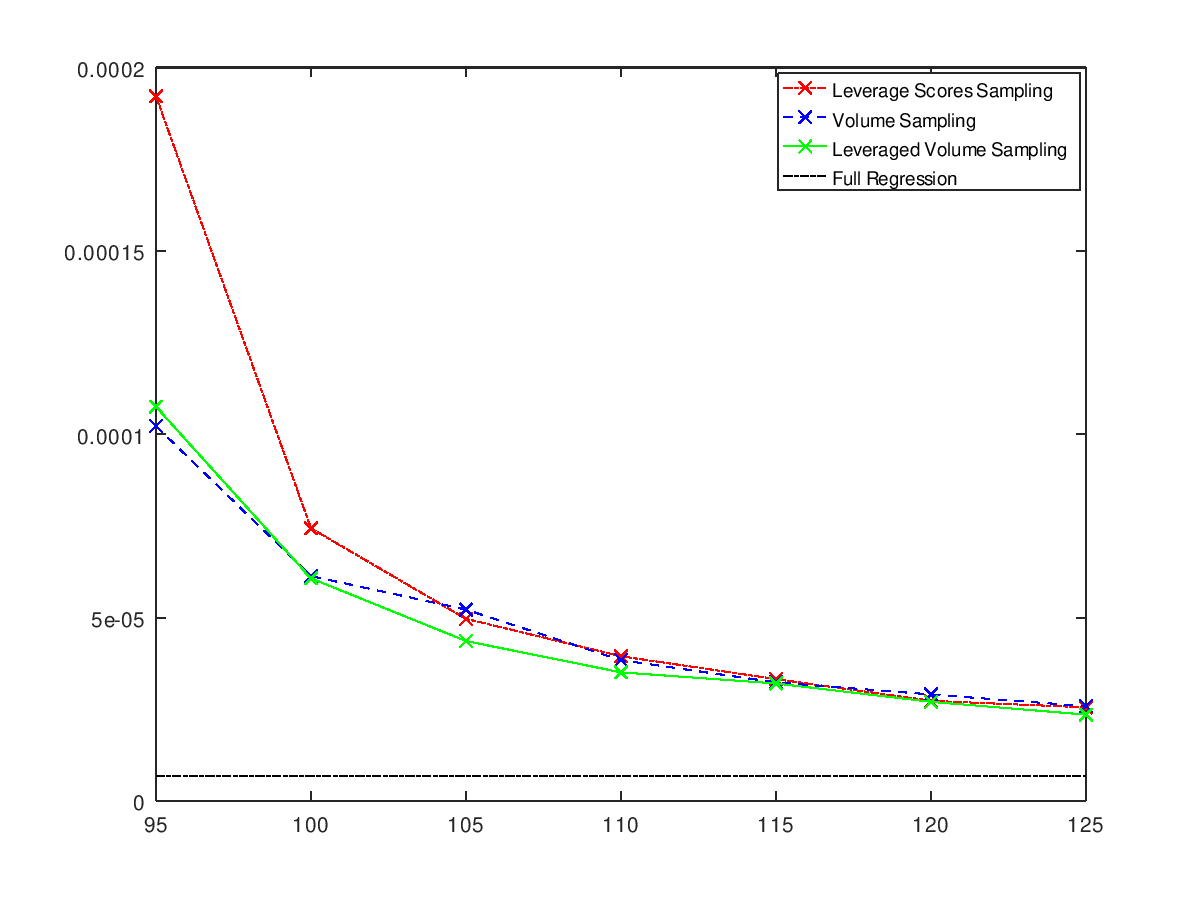 0.0002
0.00015
0.0001
5e-05
0
95 100 105 110 115 120 125
Leverage Scores Sampling
Volume Sampling
Leveraged Volume Sampling
Full Regression